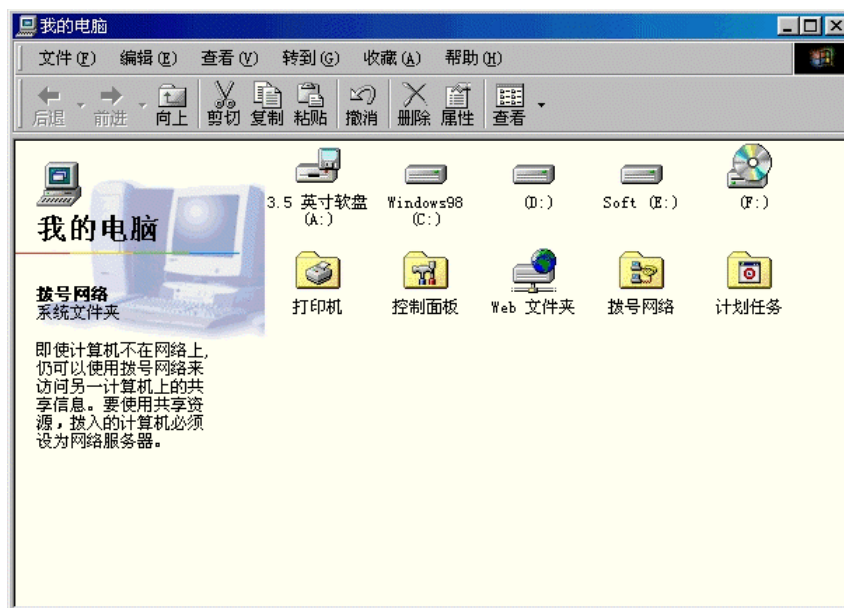 我的电脑
文件(F) 编辑(E) 查看(V) 转到(G) 收藏(A) 帮助(H)
后退 前进 向上 剪切 复制 粘贴 撤消 删除 属性 查看
我的电脑
拨号网络
系统文件夹
即使计算机不在网络上,
仍可以使用拨号网络来
访问另一计算机上的共
享信息。要使用共享资
源，拨入的计算机必须
设为网络服务器。
3.5 英寸软盘 (A:)
Windows98 (C:)
(D:)
Soft (E:)
(F:)
打印机
控制面板
Web 文件夹
拨号网络
计划任务